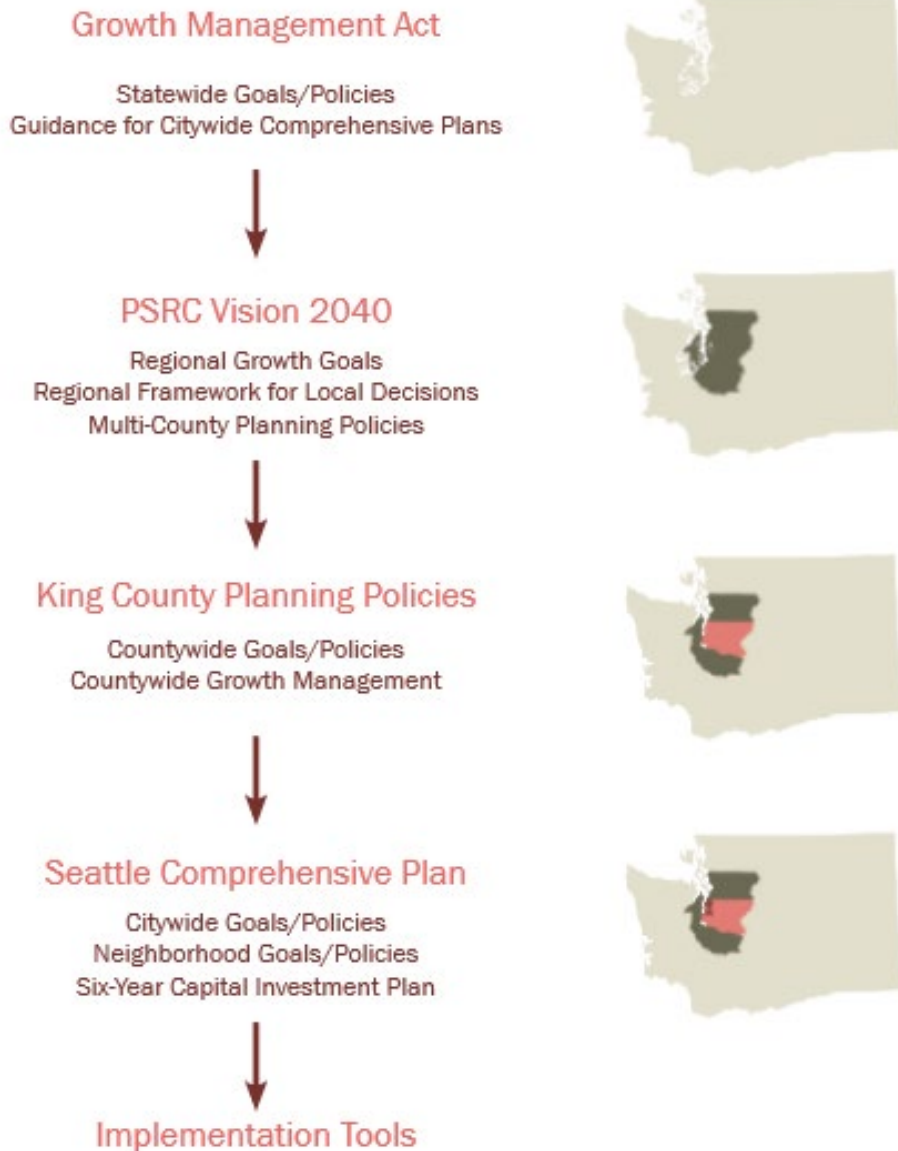 Growth Management Act
Statewide Goals/Policies
Guidance for Citywide Comprehensive Plans
PSRC Vision 2040
Regional Growth Goals
Regional Framework for Local Decisions
Multi-County Planning Policies
King County Planning Policies
Countywide Goals/Policies
Countywide Growth Management
Seattle Comprehensive Plan
Citywide Goals/Policies
Neighborhood Goals/Policies
Six-Year Capital Investment Plan
Implementation Tools